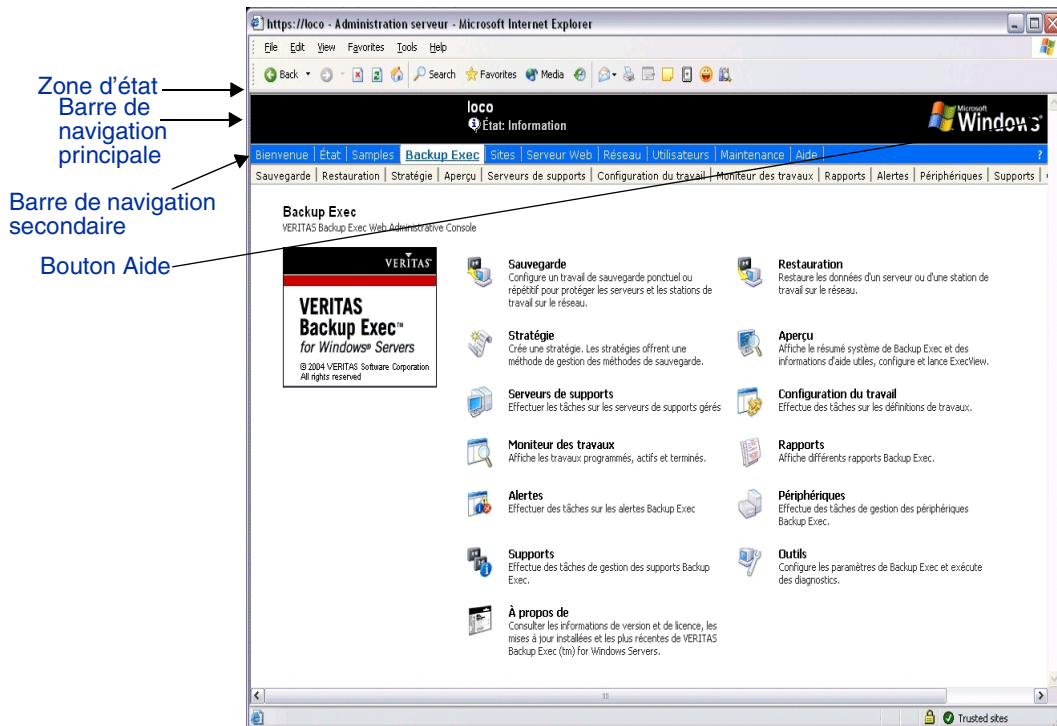 https://loco - Administration serveur - Microsoft Internet Explorer
File Edit View Favorites Tools Help
Back Search Favorites Media
Zone d'état
Barre de
navigation
principale
Barre de navigation
secondaire
Bouton Aide
loco
État: Information
Microsoft
Windows
Bienvenue | État | Samples | Backup Exec | Sites | Serveur Web | Réseau | Utilisateurs | Maintenance | Aide | ?
Sauvegarde | Restauration | Stratégie | Aperçu | Serveurs de supports | Configuration du travail | Moniteur des travaux | Rapports | Alertes | Périphériques | Supports |
Backup Exec
VERITAS Backup Exec Web Administrative Console
VERITAS
VERITAS
Backup Exec™
for Windows® Servers
© 2004 VERITAS Software Corporation
All rights reserved
Sauvegarde
Configure un travail de sauvegarde ponctuel ou
répétitif pour protéger les serveurs et les stations de
travail sur le réseau.
Restauration
Restaure les données d'un serveur ou d'une station de
travail sur le réseau.
Stratégie
Crée une stratégie. Les stratégies offrent une
méthode de gestion des méthodes de sauvegarde.
Aperçu
Affiche le résumé système de Backup Exec et des
informations d'aide utiles, configure et lance ExecView.
Serveurs de supports
Effectuer les tâches sur les serveurs de supports gérés
Configuration du travail
Effectue des tâches sur les définitions de travaux.
Moniteur des travaux
Affiche les travaux programmés, actifs et terminés.
Rapports
Affiche différents rapports Backup Exec.
Alertes
Effectuer des tâches sur les alertes Backup Exec
Périphériques
Effectue des tâches de gestion des périphériques
Backup Exec.
Supports
Effectue des tâches de gestion des supports Backup
Exec.
Outils
Configure les paramètres de Backup Exec et exécute
des diagnostics.
À propos de
Consulter les informations de version et de licence, les
mises à jour installées et les plus récentes de VERITAS
Backup Exec (tm) for Windows Servers.
Trusted sites